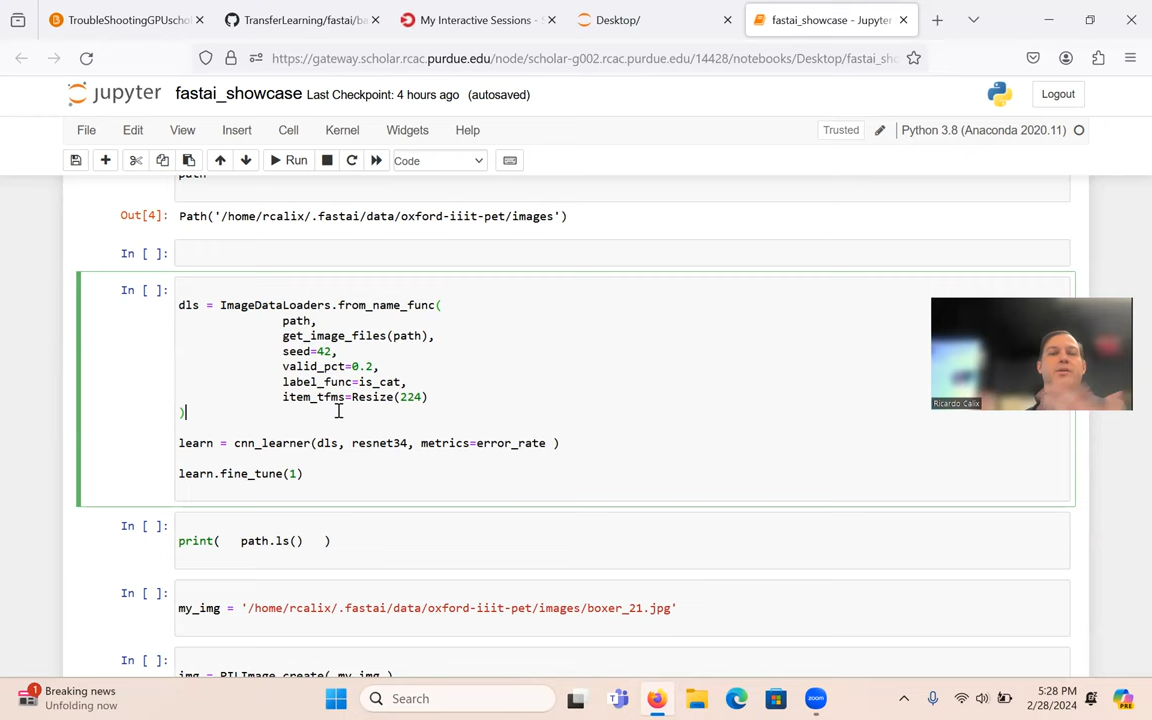 TroubleShootingGPUschol
TransferLearning/fastai/ba
My Interactive Sessions -
Desktop/
fastai_showcase - Jupyter
https://gateway.scholar.rcac.purdue.edu/node/scholar-g002.rcac.purdue.edu/14428/notebooks/Desktop/fastai_sho
jupyter fastai_showcase Last Checkpoint: 4 hours ago (autosaved) Logout
File Edit View Insert Cell Kernel Widgets Help Trusted Python 3.8 (Anaconda 2020.11)
Run Code
path
Out[4]: Path('/home/rcalix/.fastai/data/oxford-iiit-pet/images')
In [ ]:
In [ ]:
dls = ImageDataLoaders.from_name_func(
path,
get_image_files(path),
seed=42,
valid_pct=0.2,
label_func=is_cat,
item_tfms=Resize(224)
)
Ricardo Calix
learn = cnn_learner(dls, resnet34, metrics=error_rate )
learn.fine_tune(1)
In [ ]:
print( path.ls() )
In [ ]:
my_img = '/home/rcalix/.fastai/data/oxford-iiit-pet/images/boxer_21.jpg'
In [ ]:
img = PILImage.create( my_img )
1
Breaking news
Unfolding now
Search
zoom
5:28 PM
2/28/2024
PRE